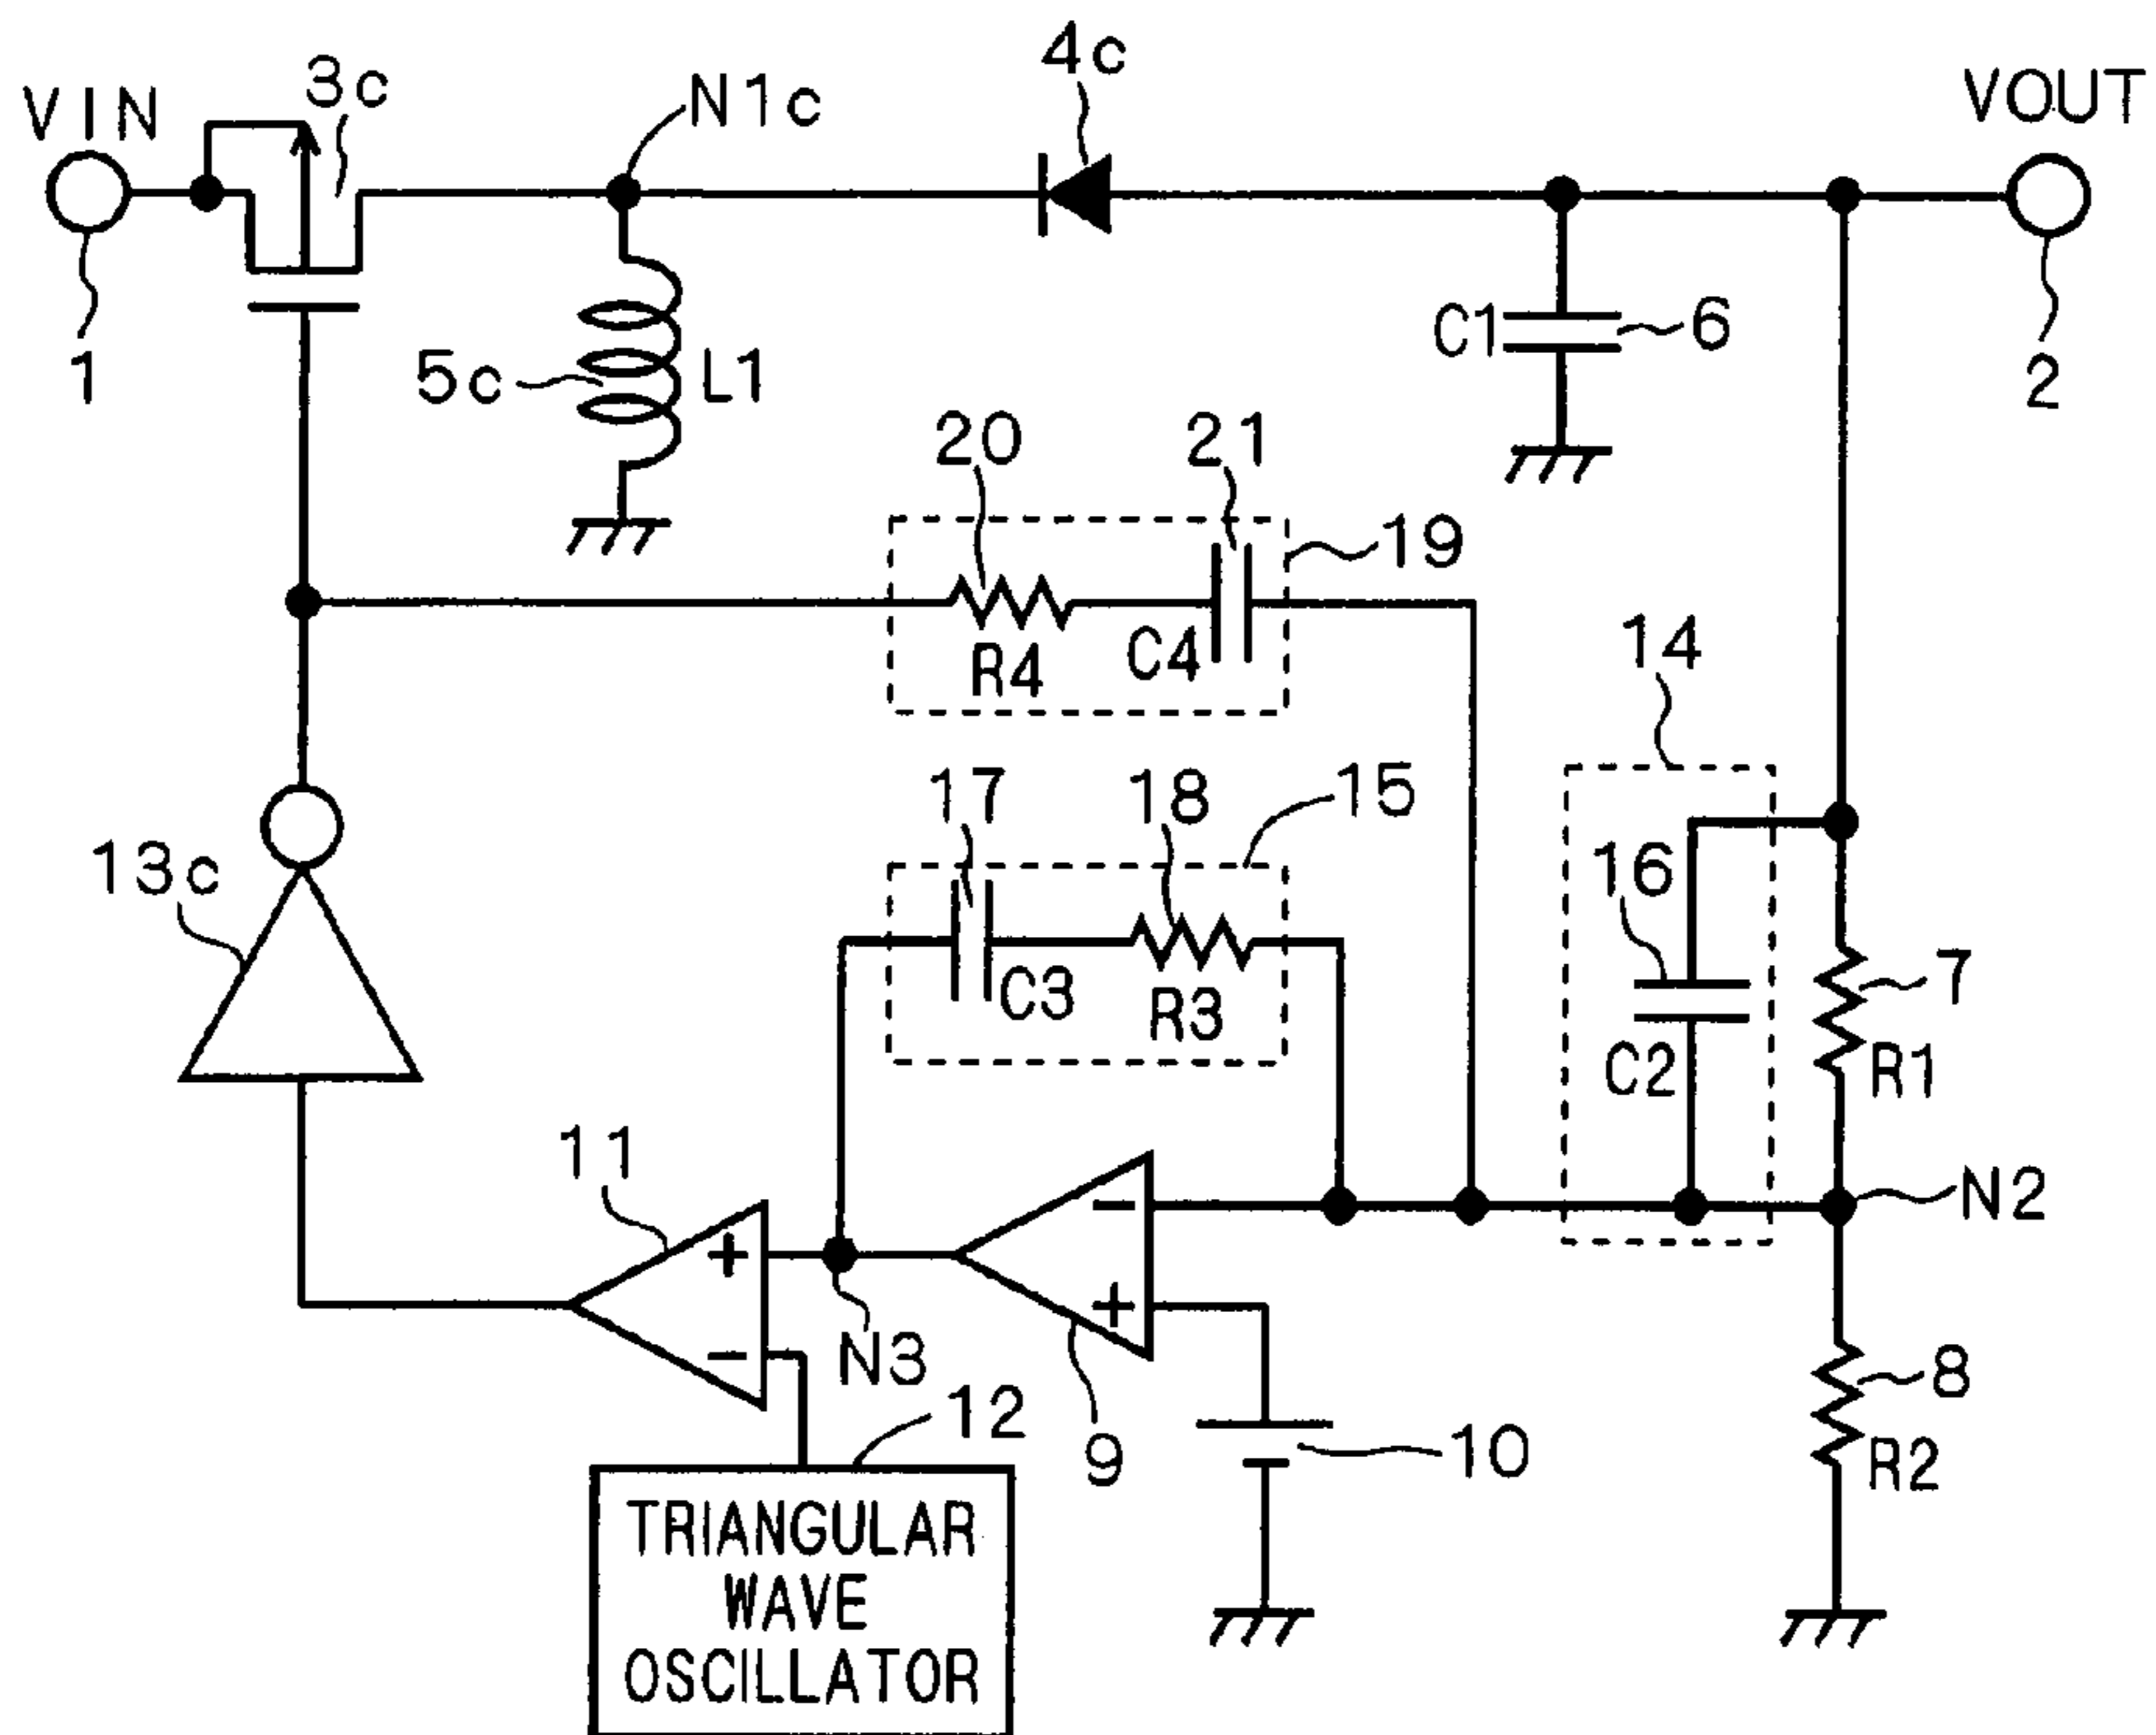 VIN
3c
N1c
4c
VOUT
1
5c
L1
C1
6
2
20
21
19
R4
C4
14
17
18
15
13c
16
C3
R3
7
C2
R1
11
N2
N3
12
9
10
8
R2
TRIANGULAR
WAVE
OSCILLATOR